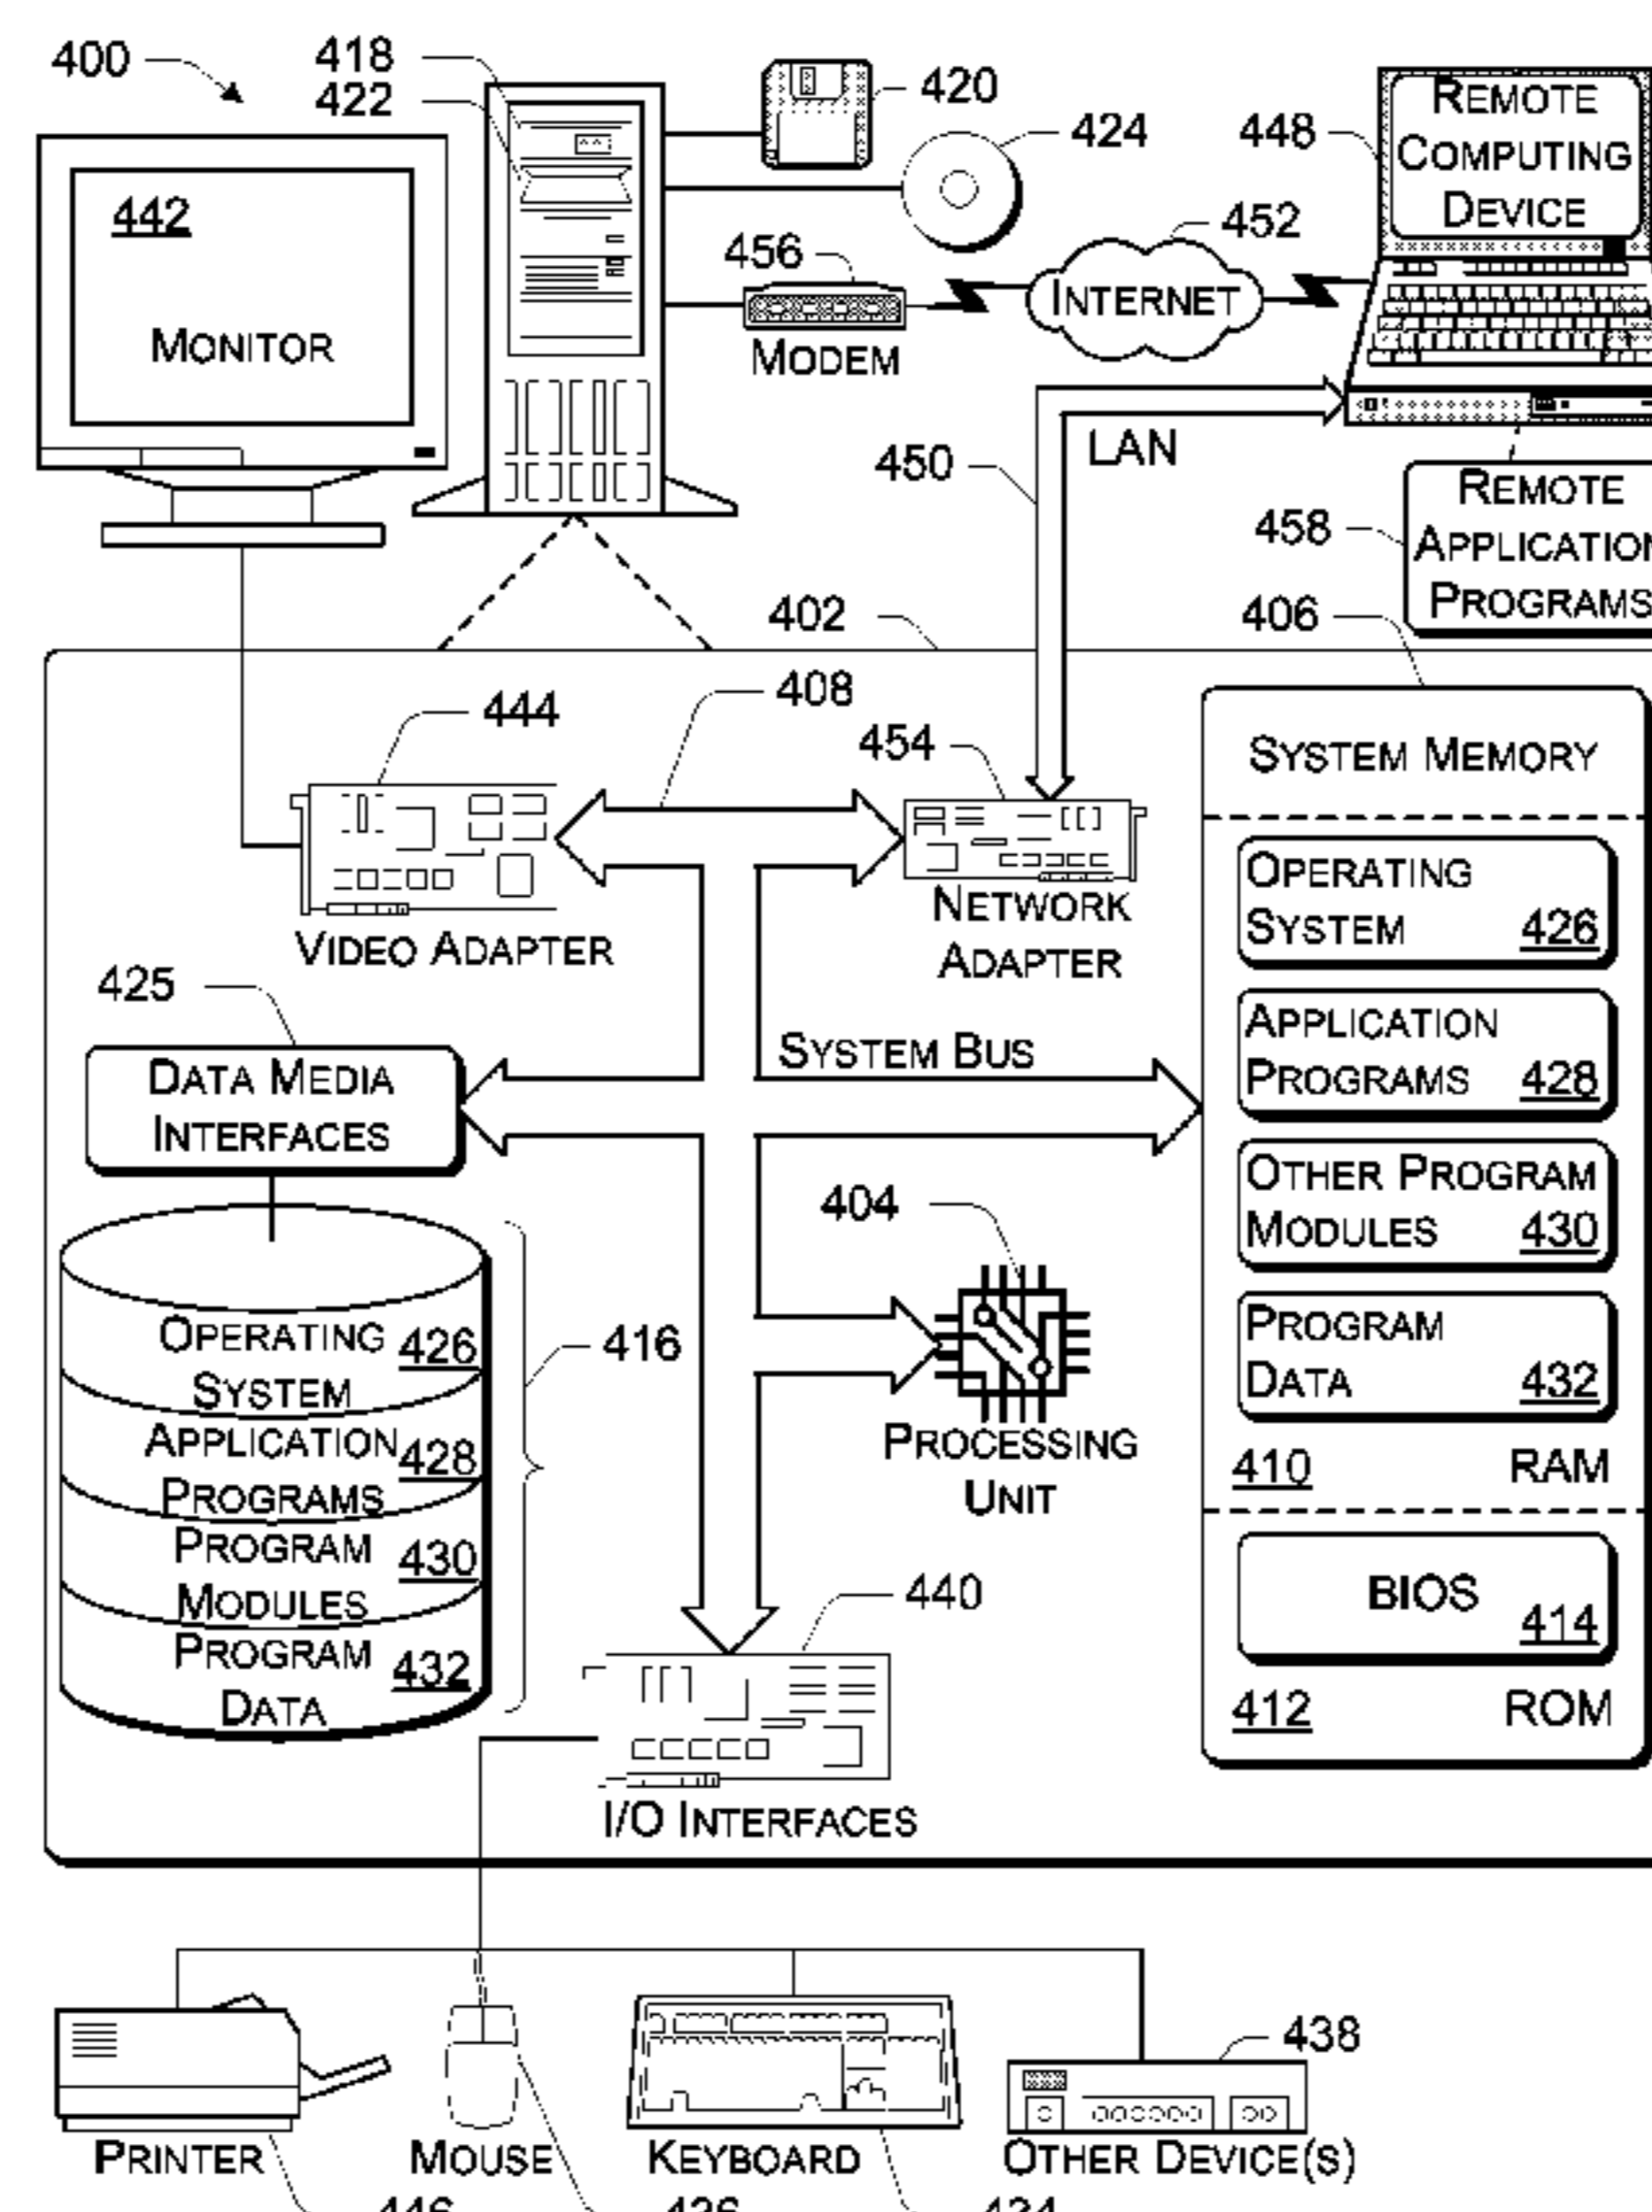 400
418
422
420
424
448
REMOTE
COMPUTING
DEVICE
442
MONITOR
456
MODEM
452
INTERNET
450
LAN
458
REMOTE
APPLICATION
PROGRAMS
402
406
408
444
454
VIDEO ADAPTER
NETWORK
ADAPTER
SYSTEM MEMORY
OPERATING
SYSTEM 426
APPLICATION
PROGRAMS 428
OTHER PROGRAM
MODULES 430
PROGRAM
DATA 432
410 RAM
BIOS
414
412 ROM
425
DATA MEDIA
INTERFACES
SYSTEM BUS
404
PROCESSING
UNIT
416
OPERATING 426
SYSTEM
APPLICATION 428
PROGRAMS
PROGRAM 430
MODULES
PROGRAM 432
DATA
440
I/O INTERFACES
438
PRINTER
MOUSE
KEYBOARD
OTHER DEVICE(S)
446
436
434